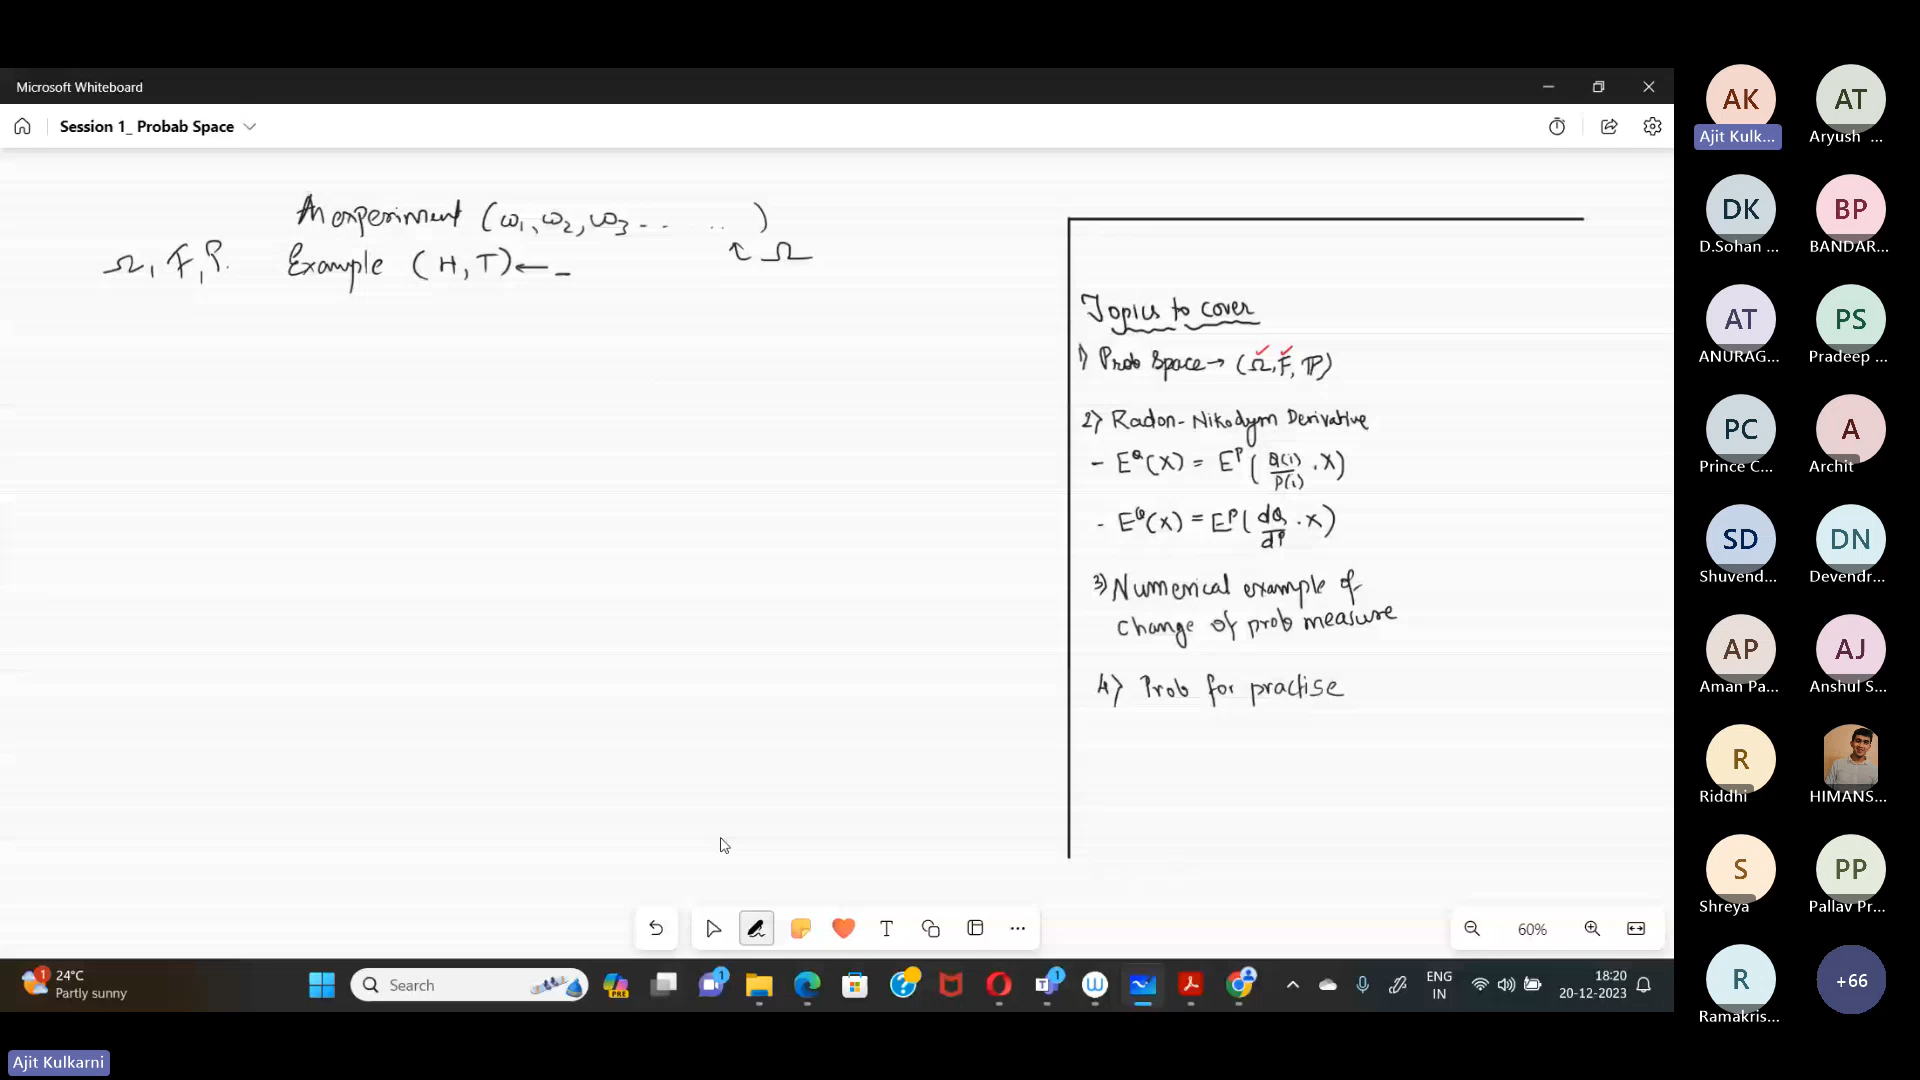 Microsoft Whiteboard
Session 1_ Probab Space
An experiment (ω1, ω2, ω3 - - .. .. )
↑ Ω
Ω, F, P. Example (H, T) ← –
Topics to cover
1) Prob Space → (Ω, F, ℙ)
2) Radon-Nikodym Derivative
- E^Q(X) = E^P( Q(i)/P(i) . X)
- E^Q(X) = E^P( dQ/dP . X)
3) Numerical example of
change of prob measure
4) Prob for practise
60%
AK
Ajit Kulk...
AT
Aryush ...
DK
D.Sohan ...
BP
BANDAR...
AT
ANURAG...
PS
Pradeep ...
PC
Prince C...
A
Archit
SD
Shuvend...
DN
Devendr...
AP
Aman Pa...
AJ
Anshul S...
R
Riddhi
HIMANS...
S
Shreya
PP
Pallav Pr...
R
Ramakris...
+66
1
24°C
Partly sunny
Search
PRE
1
1
ENG
IN
18:20
20-12-2023
Ajit Kulkarni